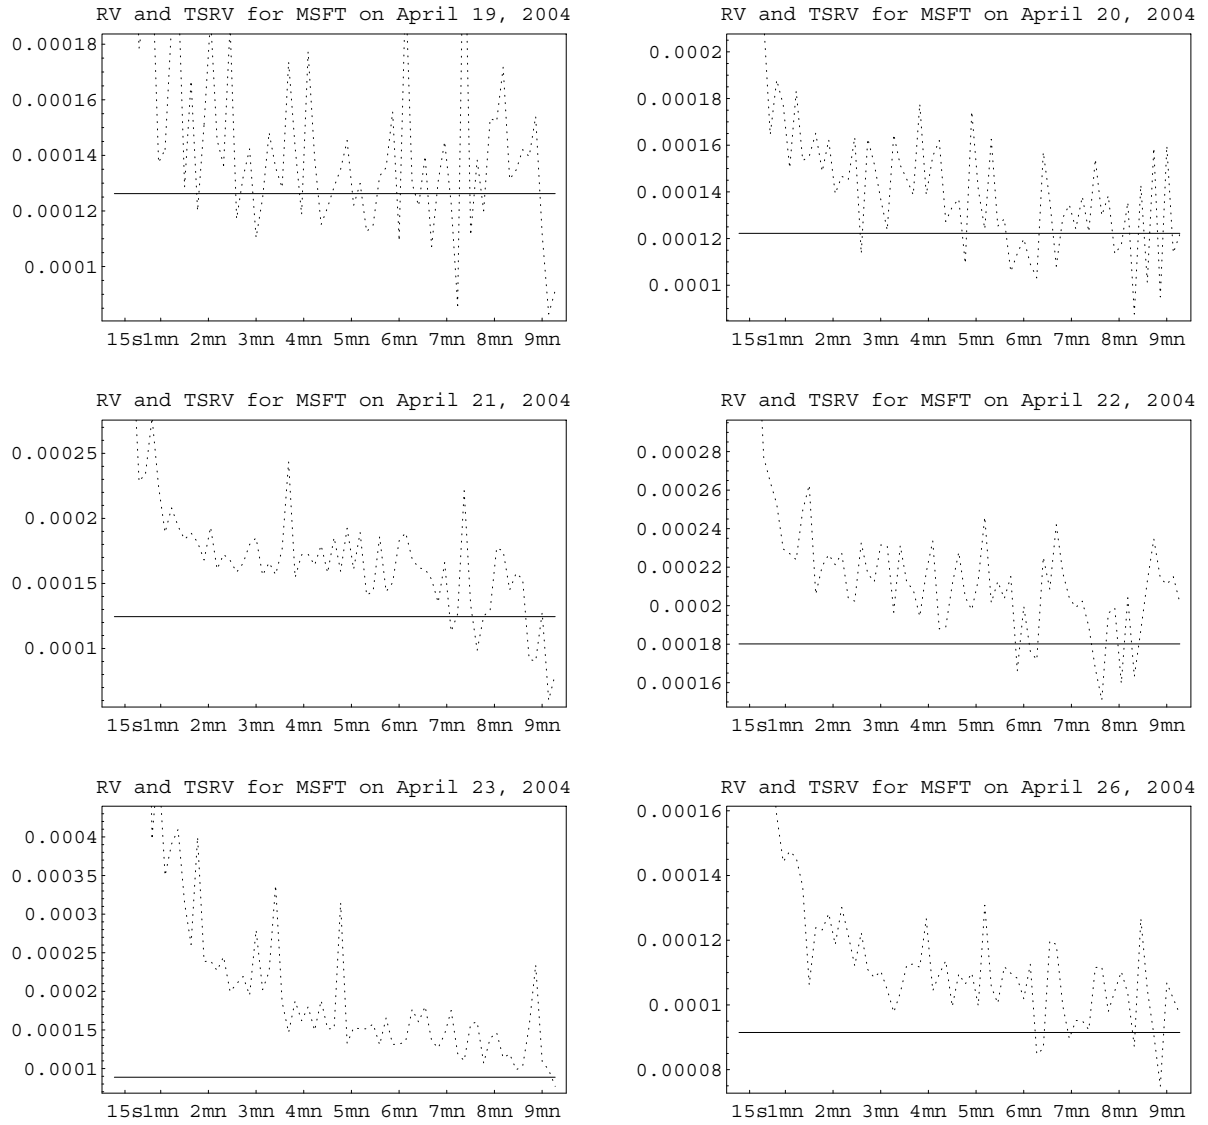 RV and TSRV for MSFT on April 19, 2004
0.00018
0.00016
0.00014
0.00012
0.0001
15s1mn 2mn 3mn 4mn 5mn 6mn 7mn 8mn 9mn
RV and TSRV for MSFT on April 20, 2004
0.0002
0.00018
0.00016
0.00014
0.00012
0.0001
15s1mn 2mn 3mn 4mn 5mn 6mn 7mn 8mn 9mn
RV and TSRV for MSFT on April 21, 2004
0.00025
0.0002
0.00015
0.0001
15s1mn 2mn 3mn 4mn 5mn 6mn 7mn 8mn 9mn
RV and TSRV for MSFT on April 22, 2004
0.00028
0.00026
0.00024
0.00022
0.0002
0.00018
0.00016
15s1mn 2mn 3mn 4mn 5mn 6mn 7mn 8mn 9mn
RV and TSRV for MSFT on April 23, 2004
0.0004
0.00035
0.0003
0.00025
0.0002
0.00015
0.0001
15s1mn 2mn 3mn 4mn 5mn 6mn 7mn 8mn 9mn
RV and TSRV for MSFT on April 26, 2004
0.00016
0.00014
0.00012
0.0001
0.00008
15s1mn 2mn 3mn 4mn 5mn 6mn 7mn 8mn 9mn